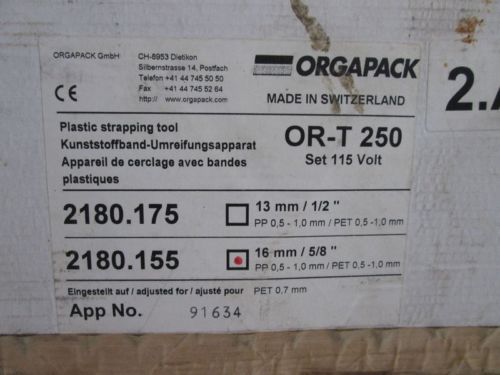 ORGAPACK GmbH
CH-8953 Dietikon
Silbernstrasse 14, Postfach
Telefon +41 44 745 50 50
Fax +41 44 745 52 64
http:// www.orgapack.com
CE
ORGAPACK
MADE IN SWITZERLAND
2.
Plastic strapping tool
Kunststoffband-Umreifungsapparat
Appareil de cerclage avec bandes
plastiques
OR-T 250
Set 115 Volt
2180.175
13 mm / 1/2 "
PP 0,5 - 1,0 mm / PET 0,5 -1,0 mm
2180.155
16 mm / 5/8 "
PP 0,5 - 1,0 mm / PET 0,5 -1,0 mm
Eingestellt auf / adjusted for / ajusté pour PET 0,7 mm
App No. 91634